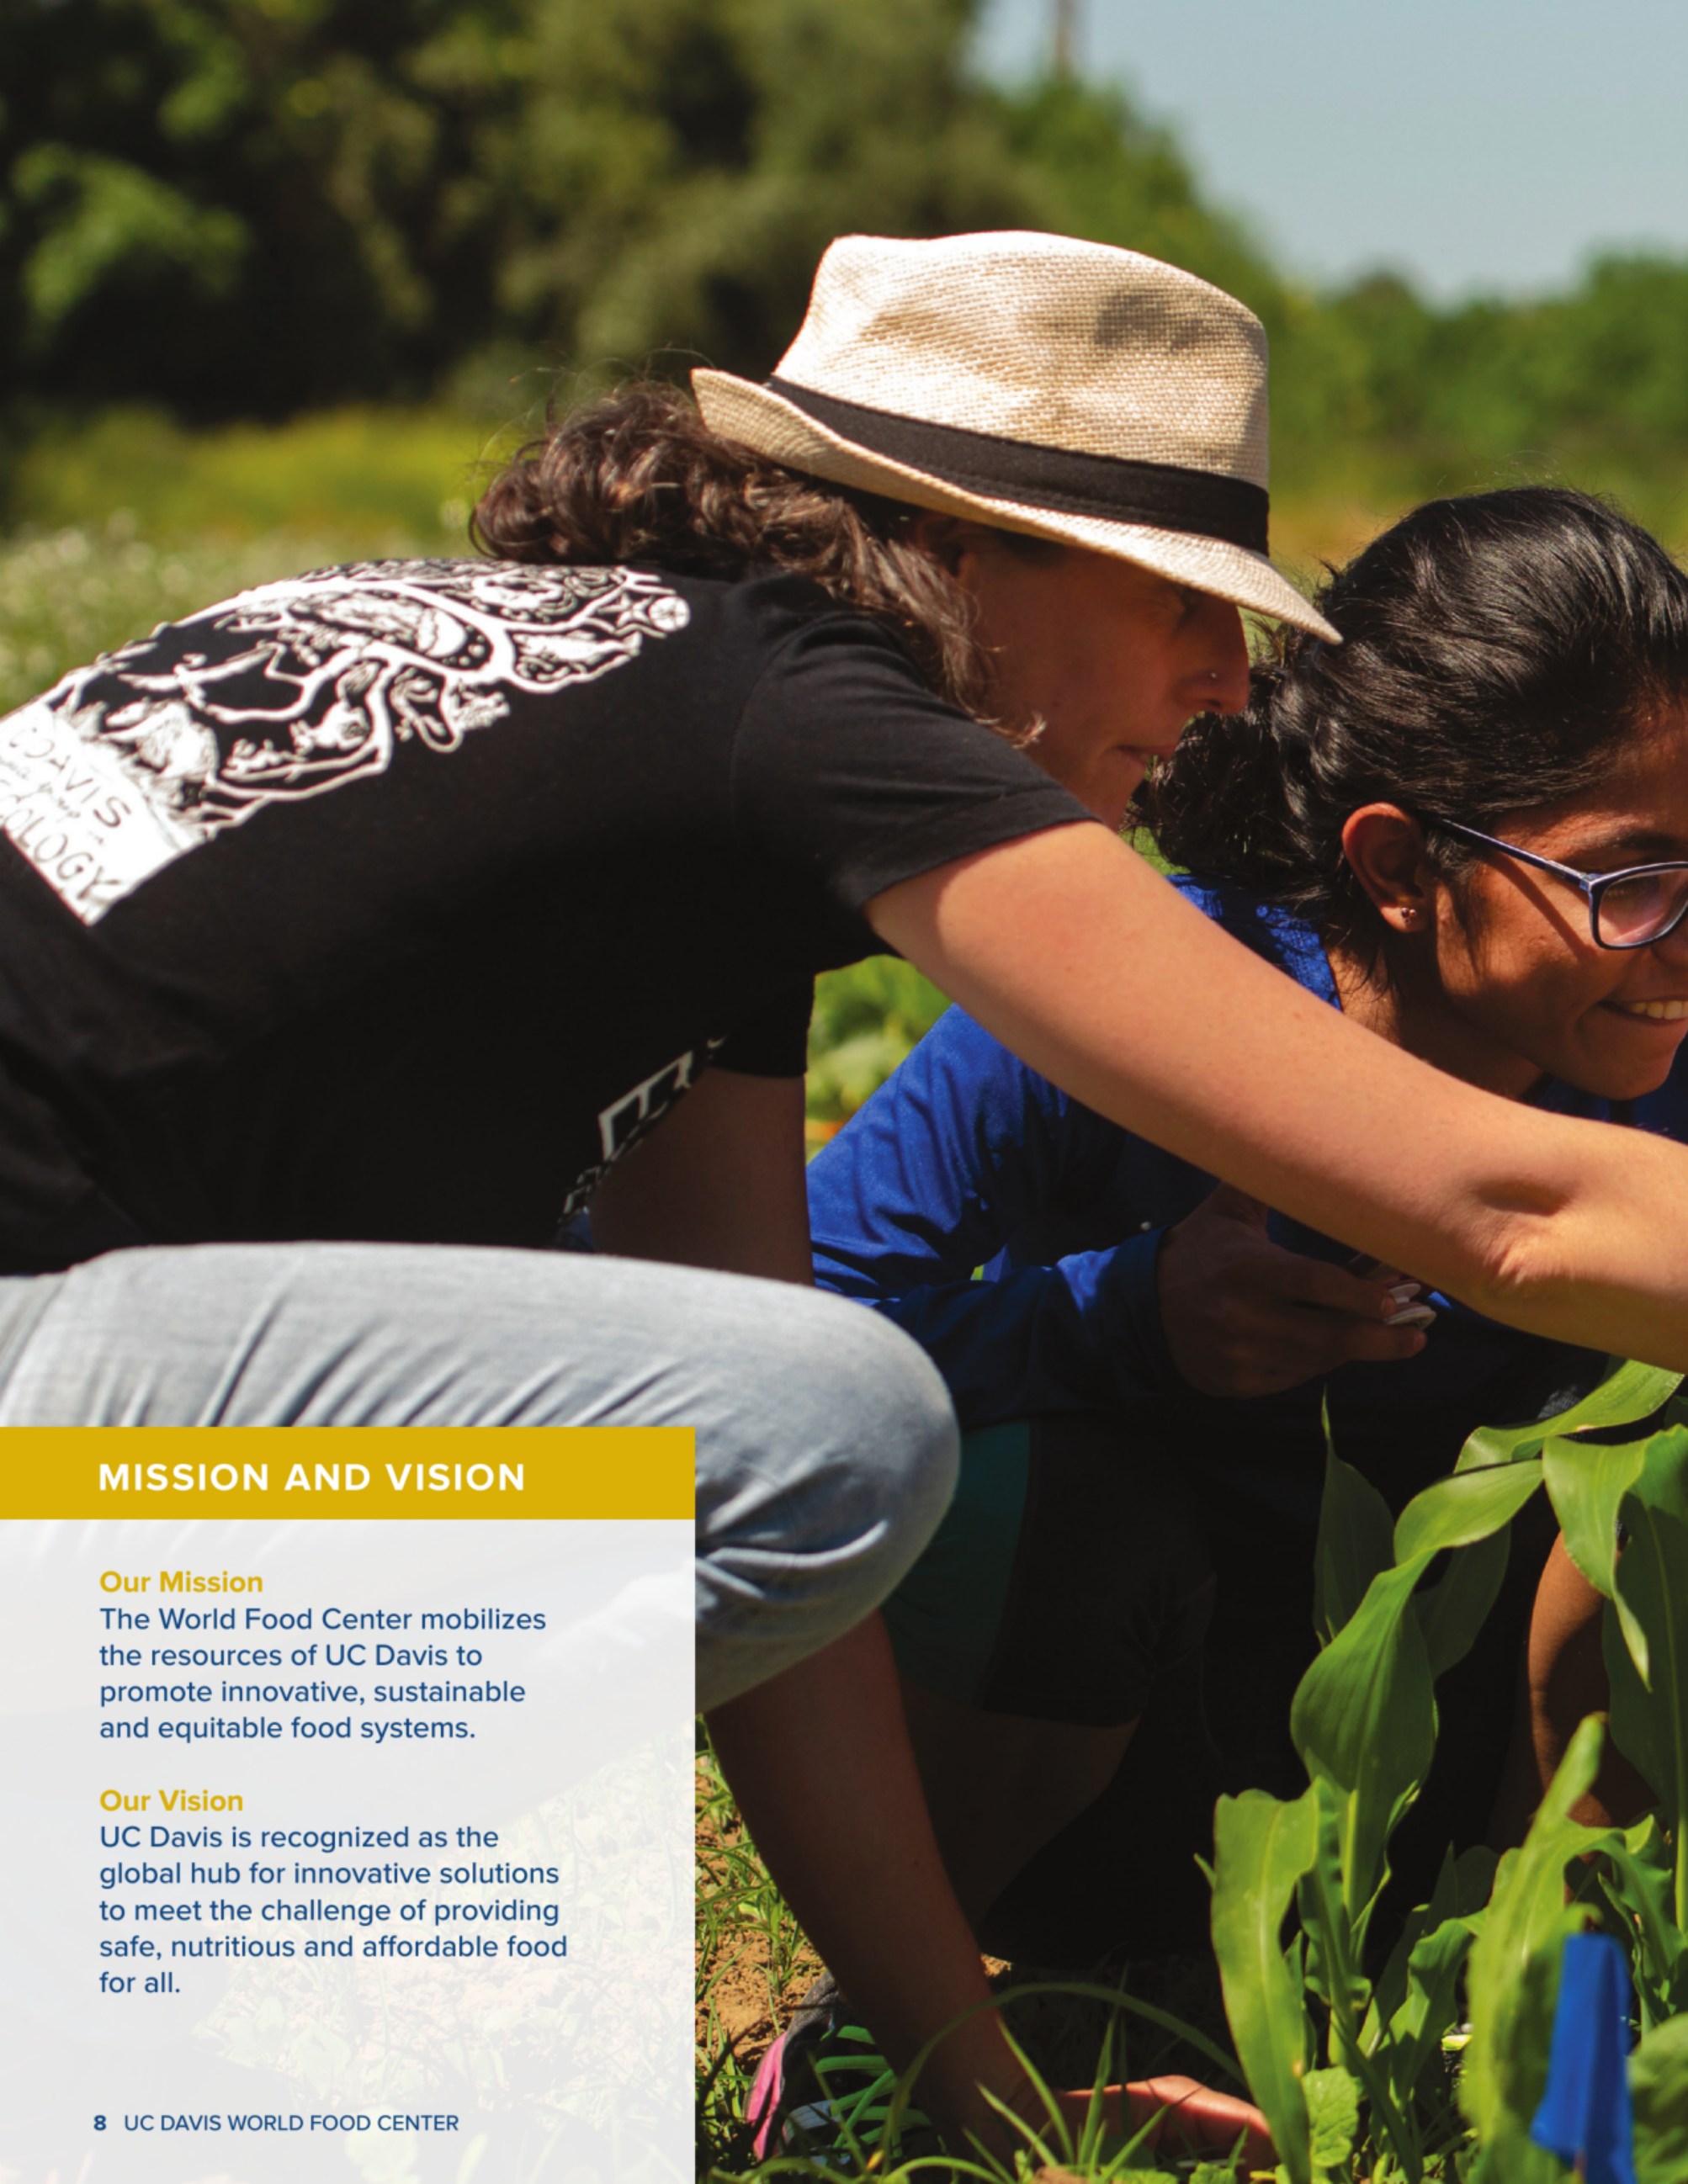 DAVIS
OLOGY
MISSION AND VISION
Our Mission
The World Food Center mobilizes
the resources of UC Davis to
promote innovative, sustainable
and equitable food systems.
Our Vision
UC Davis is recognized as the
global hub for innovative solutions
to meet the challenge of providing
safe, nutritious and affordable food
for all.
8 UC DAVIS WORLD FOOD CENTER